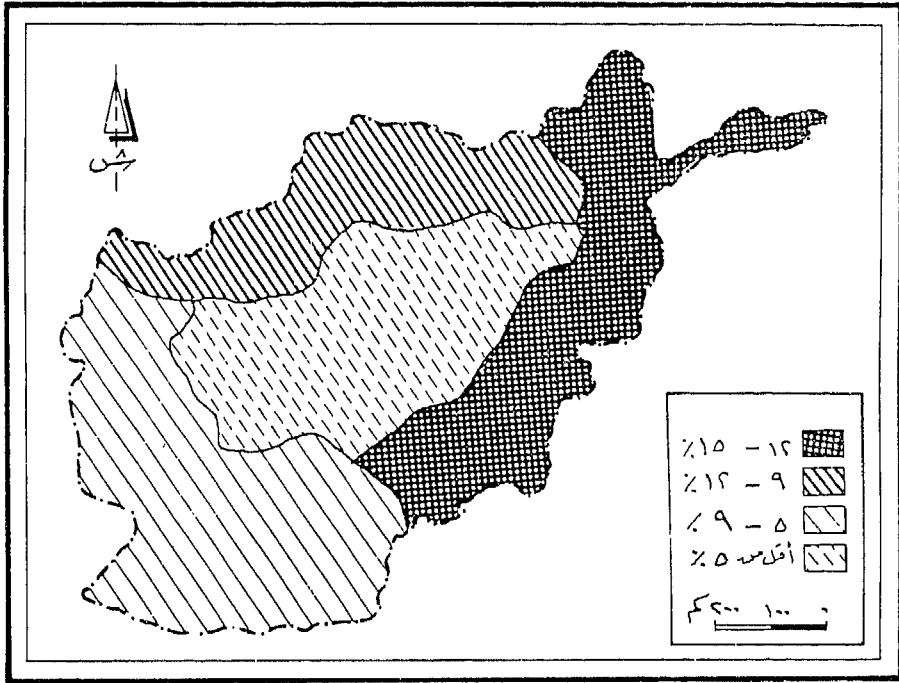 ش
١٢ - ١٥ ٪
٩ - ١٢ ٪
٥ - ٩ ٪
أقل من ٥ ٪
٠ ١٠٠ ٢٠٠ كم